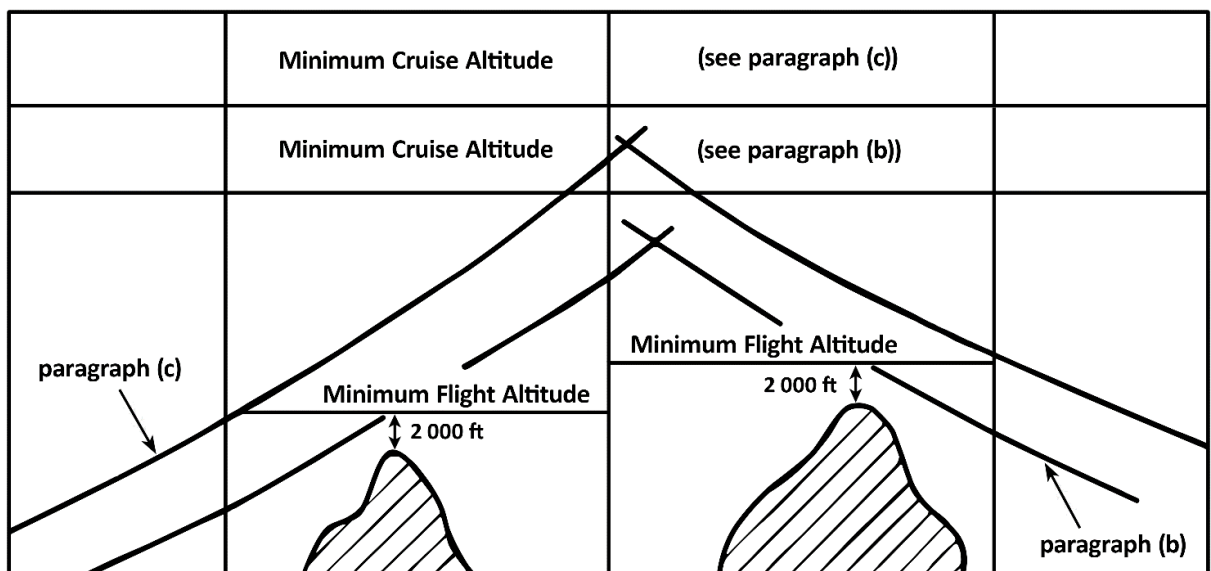 Minimum Cruise Altitude
(see paragraph (c))
Minimum Cruise Altitude
(see paragraph (b))
Minimum Flight Altitude
paragraph (c)
2 000 ft
Minimum Flight Altitude
2 000 ft
paragraph (b)